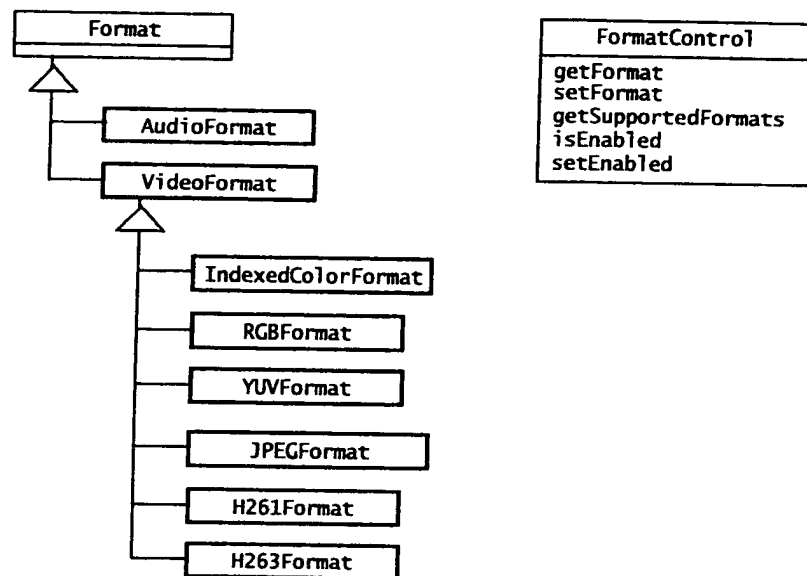 Format
AudioFormat
VideoFormat
IndexedColorFormat
RGBFormat
YUVFormat
JPEGFormat
H261Format
H263Format
FormatControl
getFormat
setFormat
getSupportedFormats
isEnabled
setEnabled